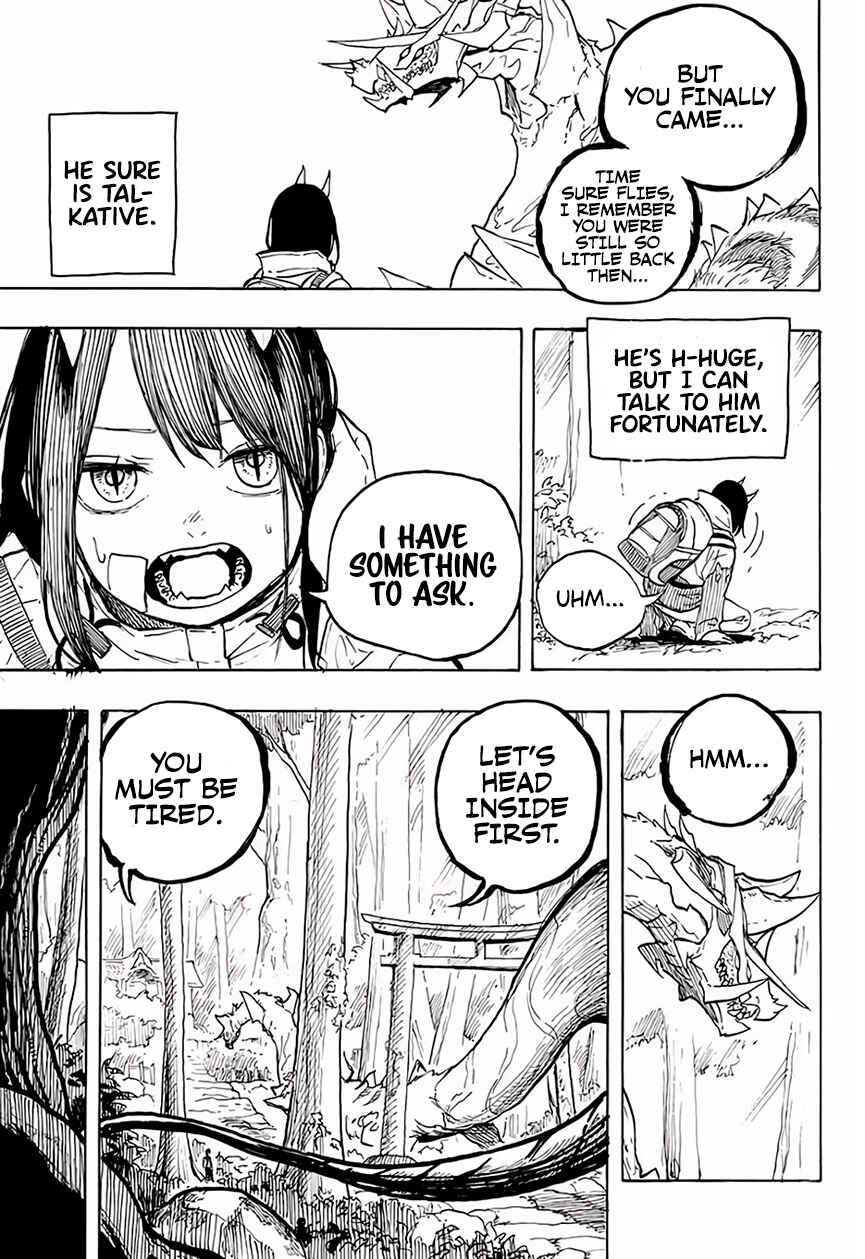 BUT
YOU FINALLY
CAME...
TIME
SURE FLIES,
I REMEMBER
YOU WERE
STILL SO
LITTLE BACK
THEN...
HE SURE
IS TAL-
KATIVE.
HE'S H-HUGE,
BUT I CAN
TALK TO HIM
FORTUNATELY.
UHM...
I HAVE
SOMETHING
TO ASK.
HMM...
LET'S
HEAD
INSIDE
FIRST.
YOU
MUST BE
TIRED.